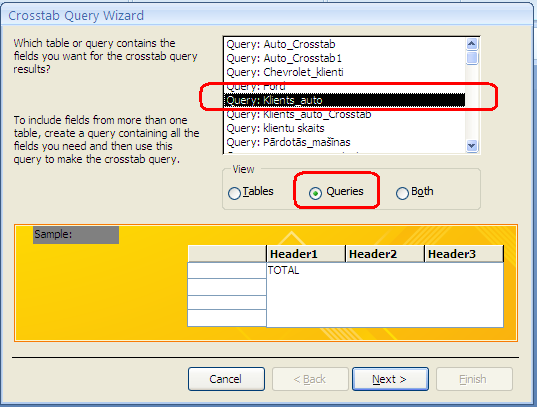 Crosstab Query Wizard
Which table or query contains the
fields you want for the crosstab query
results?
To include fields from more than one
table, create a query containing all the
fields you need and then use this
query to make the crosstab query.
Query: Auto_Crosstab
Query: Auto_Crosstab1
Query: Chevrolet_klienti
Query: Ford
Query: Klients_auto
Query: Klients_auto_Crosstab
Query: klientu skaits
Query: Pārdotās_mašīnas
View
Tables
Queries
Both
Sample:
Header1 Header2 Header3
TOTAL
Cancel
< Back
Next >
Finish